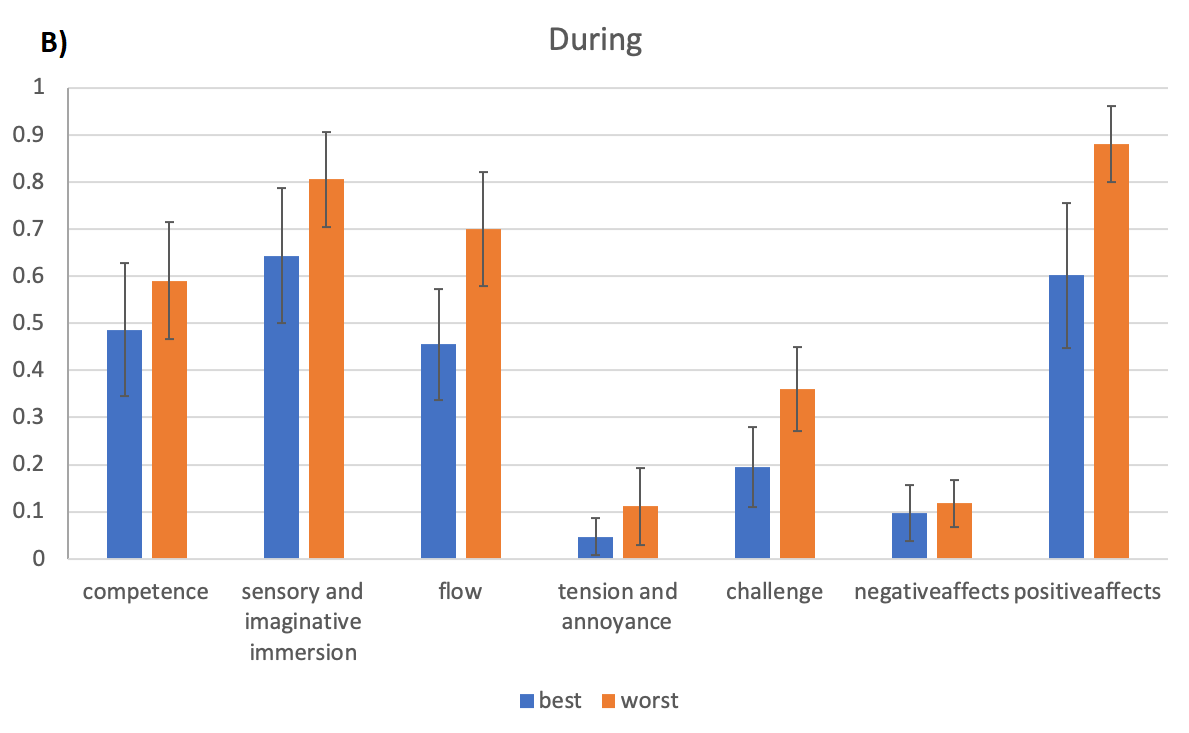 B)
During
1
0.9
0.8
0.7
0.6
0.5
0.4
0.3
0.2
0.1
0
competence
sensory and
imaginative
immersion
flow
tension and
annoyance
challenge
negativeaffects
positiveaffects
best
worst